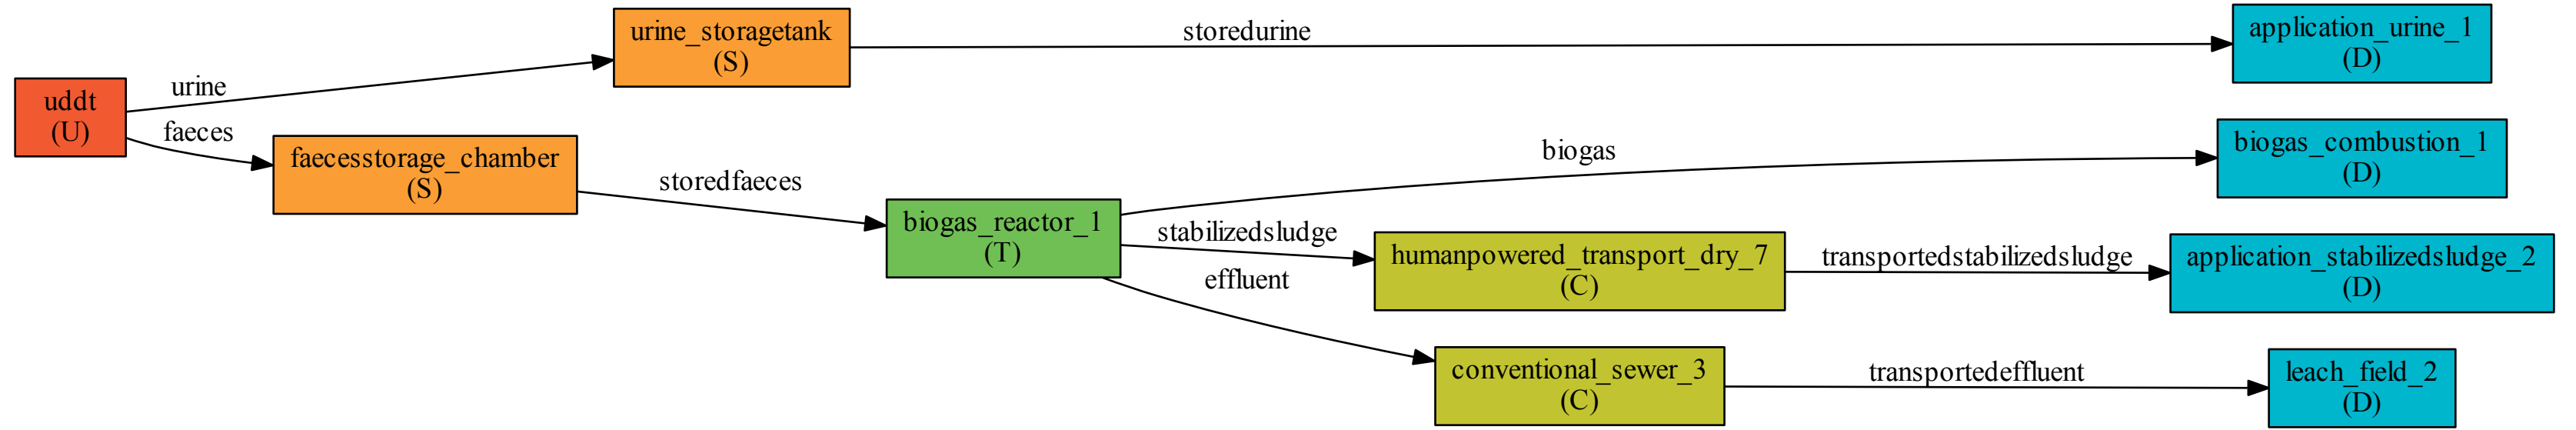 uddt
(U)
urine
faeces
urine_storagetank
(S)
faecesstorage_chamber
(S)
storedurine
storedfaeces
biogas_reactor_1
(T)
biogas
stabilizedsludge
effluent
humanpowered_transport_dry_7
(C)
conventional_sewer_3
(C)
transportedstabilizedsludge
transportedeffluent
application_urine_1
(D)
biogas_combustion_1
(D)
application_stabilizedsludge_2
(D)
leach_field_2
(D)